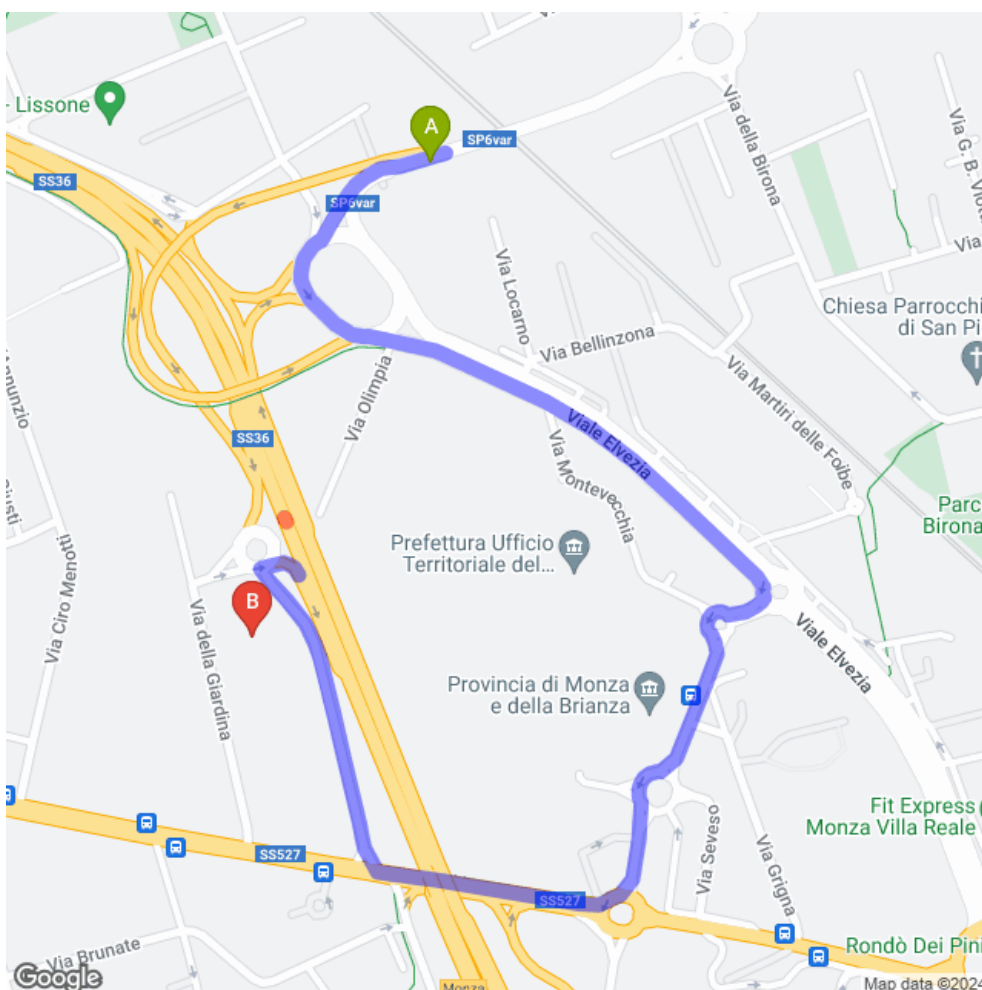 - Lissone
A
SP6var
SS36
SP6var
Via della Birona
Via Locarno
Via Bellinzona
Chiesa Parrocchi
di San Pi
Via Martiri delle Foibe
Via Olimpia
SS36
Viale Elvezia
Via Montevecchia
Parc
Birona
Prefettura Ufficio
Territoriale del...
Via Ciro Menotti
B
Via della Giardina
Viale Elvezia
Provincia di Monza
e della Brianza
Fit Express
Monza Villa Reale
Via Seveso
Via Grigna
SS527
SS527
Via Brunate
Rondò Dei Pini
Google
Monza
Map data ©2024